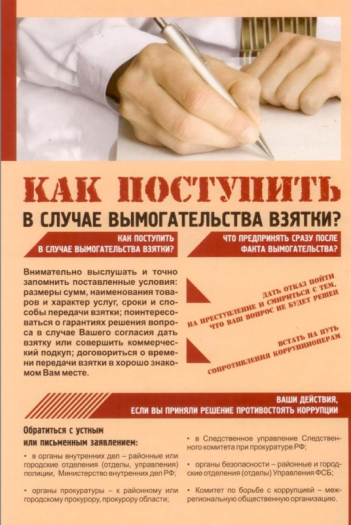 КАК ПОСТУПИТЬ
В СЛУЧАЕ ВЫМОГАТЕЛЬСТВА ВЗЯТКИ?
КАК ПОСТУПИТЬ
В СЛУЧАЕ ВЫМОГАТЕЛЬСТВА ВЗЯТКИ?
Внимательно выслушать и точно
запомнить поставленные условия:
размеры сумм, наименования това-
ров и характер услуг, сроки и спо-
собы передачи взятки; поинтересо-
ваться о гарантиях решения вопро-
са в случае Вашего согласия дать
взятку или совершить коммерчес-
кий подкуп; договориться о време-
ни передачи взятки в хорошо знако-
мом Вам месте.
ЧТО ПРЕДПРИНЯТЬ СРАЗУ ПОСЛЕ
ФАКТА ВЫМОГАТЕЛЬСТВА?
ДАТЬ ОТКАЗ ПОЙТИ
НА ПРЕСТУПЛЕНИЕ И СМИРИТЬСЯ С ТЕМ,
ЧТО ВАШ ВОПРОС НЕ БУДЕТ РЕШЕН
ВСТАТЬ НА ПУТЬ
СОПРОТИВЛЕНИЯ КОРРУПЦИОНЕРАМ
ВАШИ ДЕЙСТВИЯ,
ЕСЛИ ВЫ ПРИНЯЛИ РЕШЕНИЕ ПРОТИВОСТОЯТЬ КОРРУПЦИИ
Обратиться с устным
или письменным заявлением:
• в органы внутренних дел – районные или
городские отделения (отделы, управления)
полиции, Министерство внутренних дел РФ;
• органы прокуратуры – к районному или
городскому прокурору, прокурору области;
• в Следственное управление Следствен-
ного комитета при прокуратуре РФ;
• органы безопасности – районные и город-
ские отделения (отделы) Управления ФСБ;
• Комитет по борьбе с коррупцией – меж-
региональную общественную организацию.